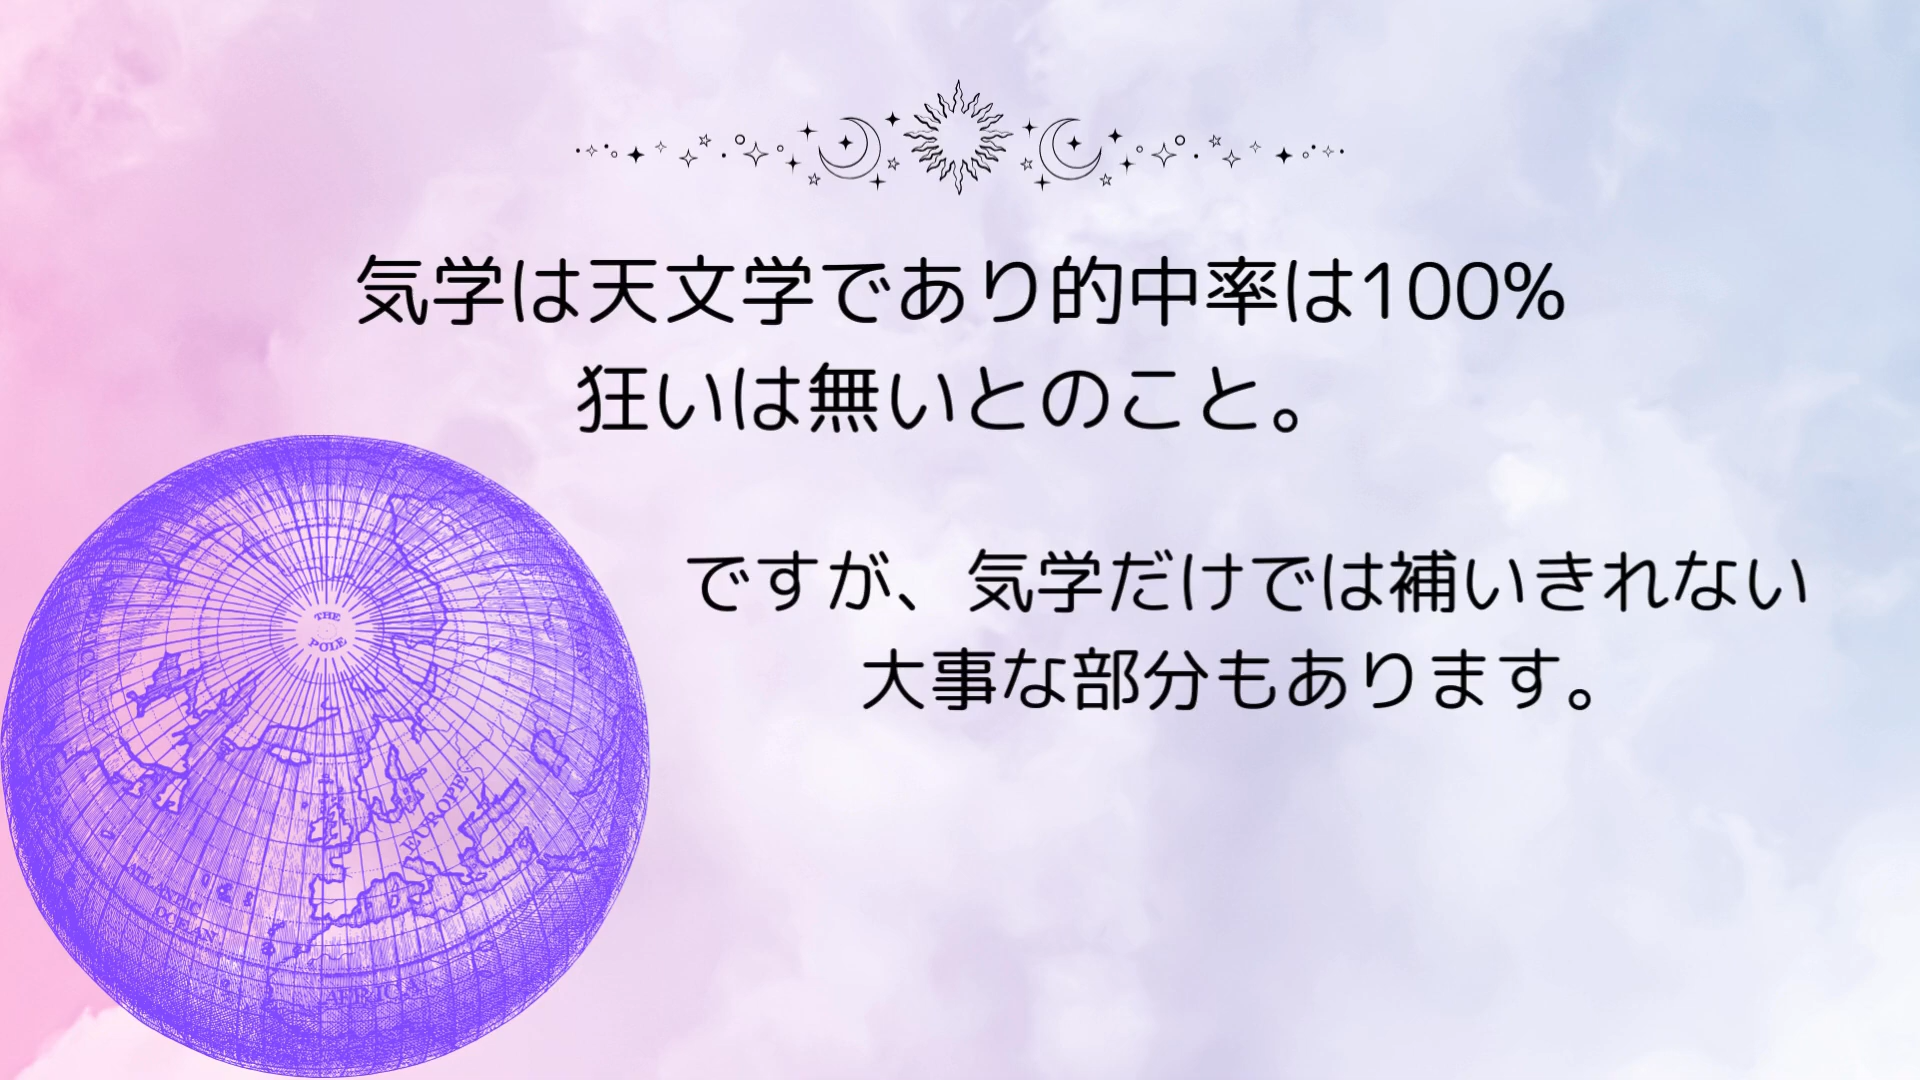 気学は天文学であり的中率は100%
狂いは無いとのこと。
ですが、気学だけでは補いきれない
大事な部分もあります。
THE
POLE
EUROPE
ATLANTIC
OCEAN
AFRICA